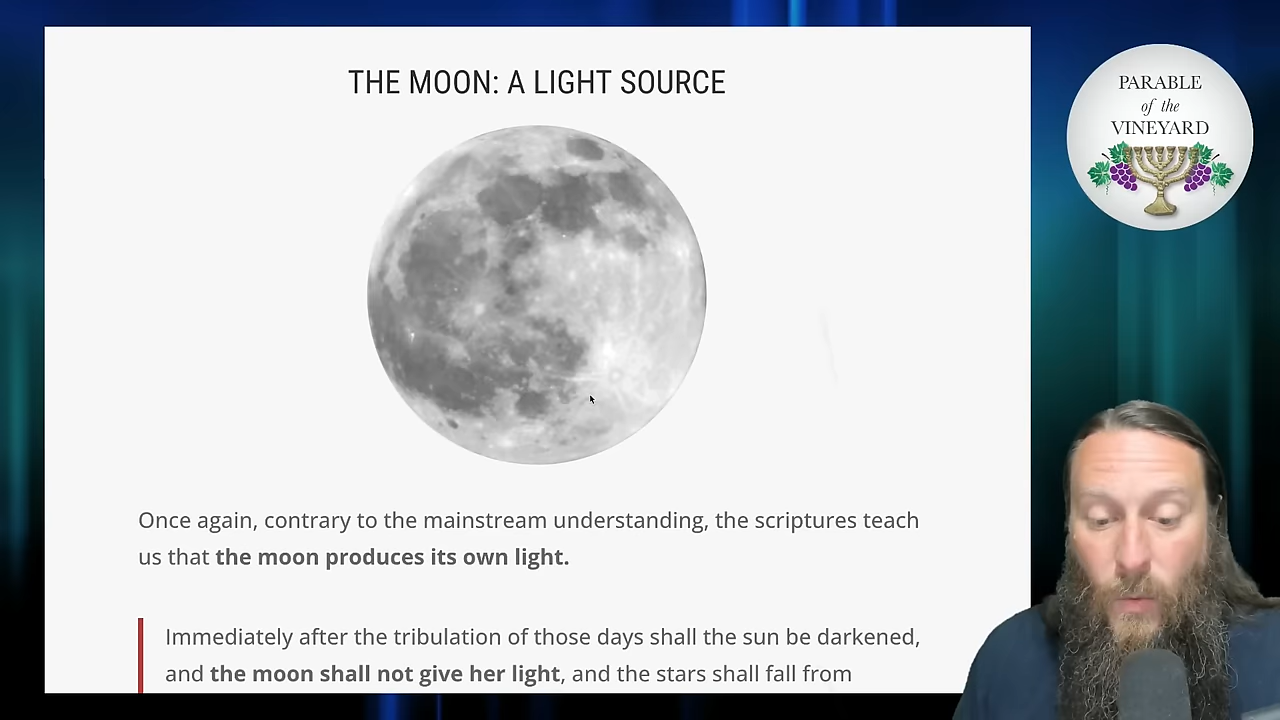 THE MOON: A LIGHT SOURCE
PARABLE
of the
VINEYARD
Once again, contrary to the mainstream understanding, the scriptures teach
us that the moon produces its own light.
Immediately after the tribulation of those days shall the sun be darkened,
and the moon shall not give her light, and the stars shall fall from